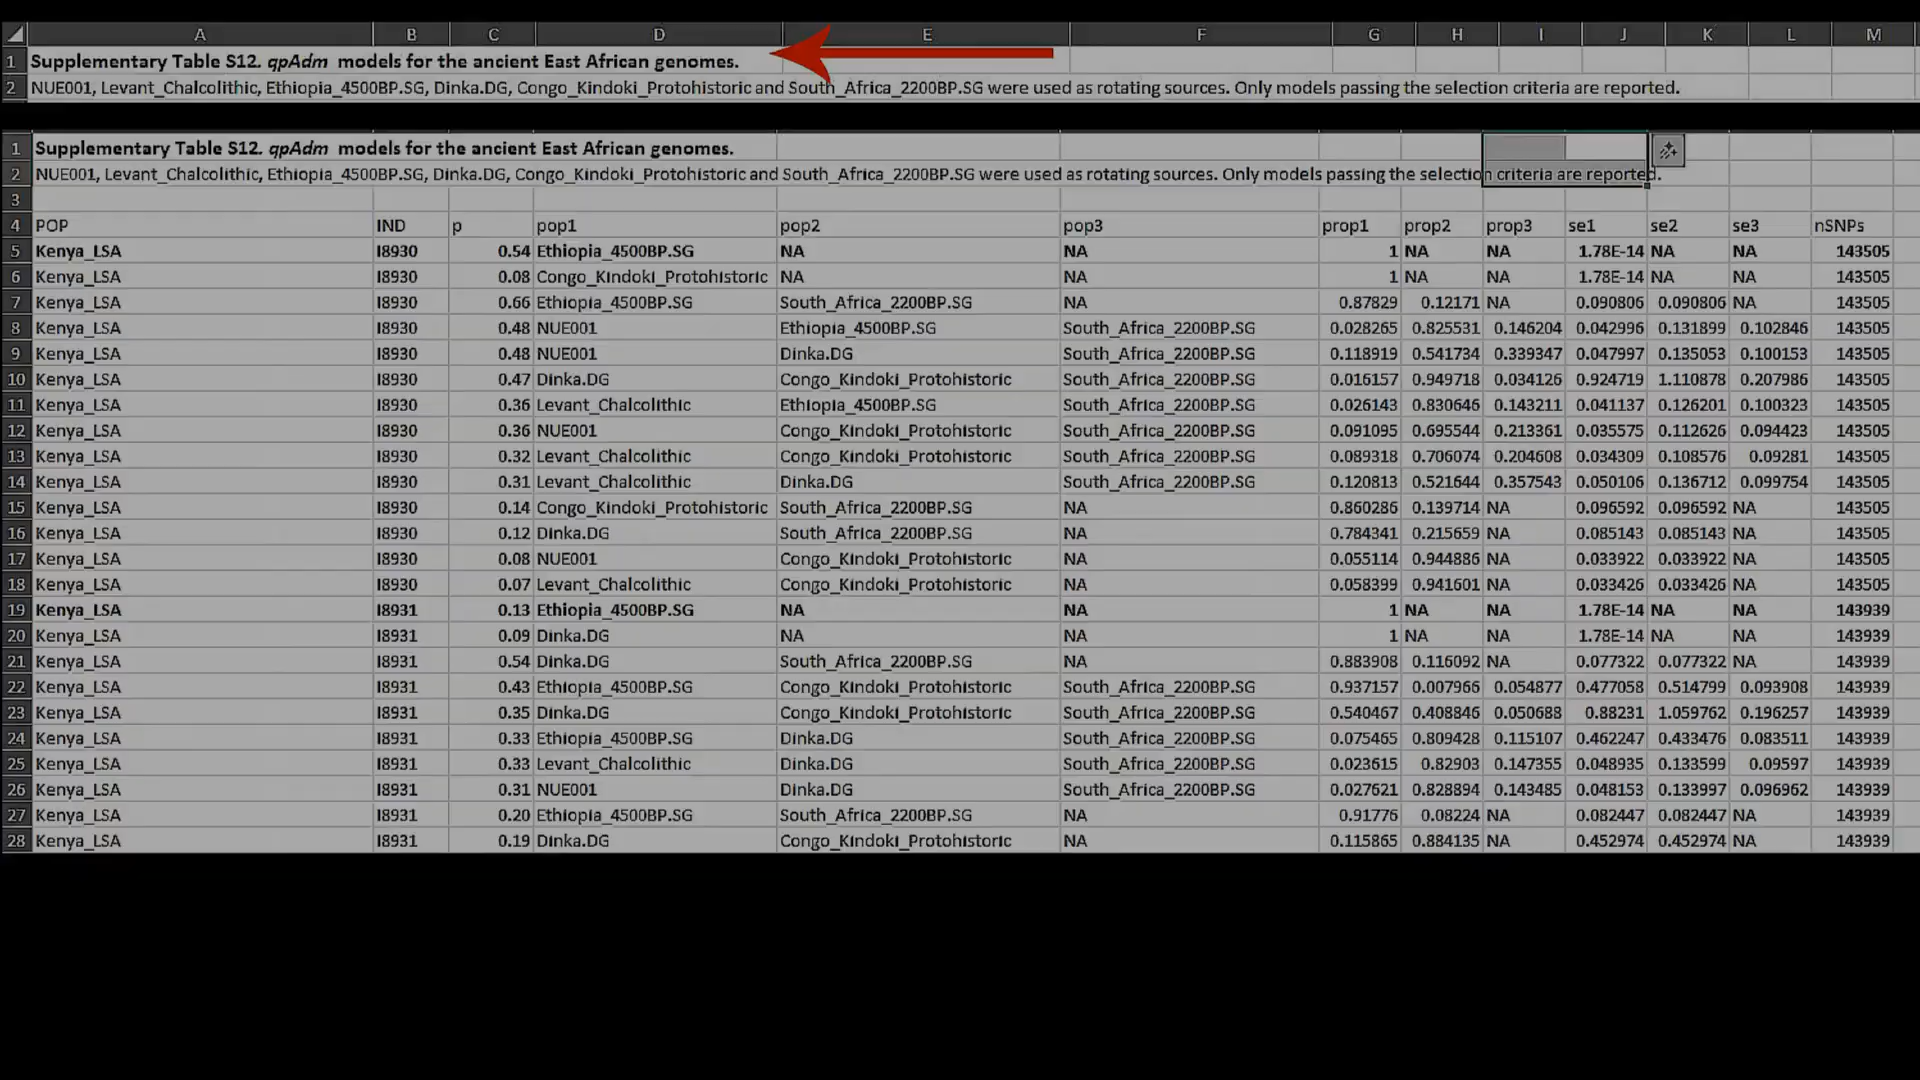 A B C D E F G H I J K L M
1 Supplementary Table S12. qpAdm models for the ancient East African genomes.
2 NUE001, Levant_Chalcolithic, Ethiopia_4500BP.SG, Dinka.DG, Congo_Kindoki_Protohistoric and South_Africa_2200BP.SG were used as rotating sources. Only models passing the selection criteria are reported.
1 Supplementary Table S12. qpAdm models for the ancient East African genomes.
2 NUE001, Levant_Chalcolithic, Ethiopia_4500BP.SG, Dinka.DG, Congo_Kindoki_Protohistoric and South_Africa_2200BP.SG were used as rotating sources. Only models passing the selection criteria are reported.
3
4 POP IND p pop1 pop2 pop3 prop1 prop2 prop3 se1 se2 se3 nSNPs
5 Kenya_LSA I8930 0.54 Ethiopia_4500BP.SG NA NA 1 NA NA 1.78E-14 NA NA 143505
6 Kenya_LSA I8930 0.08 Congo_Kindoki_Protohistoric NA NA 1 NA NA 1.78E-14 NA NA 143505
7 Kenya_LSA I8930 0.66 Ethiopia_4500BP.SG South_Africa_2200BP.SG NA 0.87829 0.12171 NA 0.090806 0.090806 NA 143505
8 Kenya_LSA I8930 0.48 NUE001 Ethiopia_4500BP.SG South_Africa_2200BP.SG 0.028265 0.825531 0.146204 0.042996 0.131899 0.102846 143505
9 Kenya_LSA I8930 0.48 NUE001 Dinka.DG South_Africa_2200BP.SG 0.118919 0.541734 0.339347 0.047997 0.135053 0.100153 143505
10 Kenya_LSA I8930 0.47 Dinka.DG Congo_Kindoki_Protohistoric South_Africa_2200BP.SG 0.016157 0.949718 0.034126 0.924719 1.110878 0.207986 143505
11 Kenya_LSA I8930 0.36 Levant_Chalcolithic Ethiopia_4500BP.SG South_Africa_2200BP.SG 0.026143 0.830646 0.143211 0.041137 0.126201 0.100323 143505
12 Kenya_LSA I8930 0.36 NUE001 Congo_Kindoki_Protohistoric South_Africa_2200BP.SG 0.091095 0.695544 0.213361 0.035575 0.112626 0.094423 143505
13 Kenya_LSA I8930 0.32 Levant_Chalcolithic Congo_Kindoki_Protohistoric South_Africa_2200BP.SG 0.089318 0.706074 0.204608 0.034309 0.108576 0.09281 143505
14 Kenya_LSA I8930 0.31 Levant_Chalcolithic Dinka.DG South_Africa_2200BP.SG 0.120813 0.521644 0.357543 0.050106 0.136712 0.099754 143505
15 Kenya_LSA I8930 0.14 Congo_Kindoki_Protohistoric South_Africa_2200BP.SG NA 0.860286 0.139714 NA 0.096592 0.096592 NA 143505
16 Kenya_LSA I8930 0.12 Dinka.DG South_Africa_2200BP.SG NA 0.784341 0.215659 NA 0.085143 0.085143 NA 143505
17 Kenya_LSA I8930 0.08 NUE001 Congo_Kindoki_Protohistoric NA 0.055114 0.944886 NA 0.033922 0.033922 NA 143505
18 Kenya_LSA I8930 0.07 Levant_Chalcolithic Congo_Kindoki_Protohistoric NA 0.058399 0.941601 NA 0.033426 0.033426 NA 143505
19 Kenya_LSA I8931 0.13 Ethiopia_4500BP.SG NA NA 1 NA NA 1.78E-14 NA NA 143939
20 Kenya_LSA I8931 0.09 Dinka.DG NA NA 1 NA NA 1.78E-14 NA NA 143939
21 Kenya_LSA I8931 0.54 Dinka.DG South_Africa_2200BP.SG NA 0.883908 0.116092 NA 0.077322 0.077322 NA 143939
22 Kenya_LSA I8931 0.43 Ethiopia_4500BP.SG Congo_Kindoki_Protohistoric South_Africa_2200BP.SG 0.937157 0.007966 0.054877 0.477058 0.514799 0.093908 143939
23 Kenya_LSA I8931 0.35 Dinka.DG Congo_Kindoki_Protohistoric South_Africa_2200BP.SG 0.540467 0.408846 0.050688 0.88231 1.059762 0.196257 143939
24 Kenya_LSA I8931 0.33 Ethiopia_4500BP.SG Dinka.DG South_Africa_2200BP.SG 0.075465 0.809428 0.115107 0.462247 0.433476 0.083511 143939
25 Kenya_LSA I8931 0.33 Levant_Chalcolithic Dinka.DG South_Africa_2200BP.SG 0.023615 0.82903 0.147355 0.048935 0.133599 0.09597 143939
26 Kenya_LSA I8931 0.31 NUE001 Dinka.DG South_Africa_2200BP.SG 0.027621 0.828894 0.143485 0.048153 0.133997 0.096962 143939
27 Kenya_LSA I8931 0.20 Ethiopia_4500BP.SG South_Africa_2200BP.SG NA 0.91776 0.08224 NA 0.082447 0.082447 NA 143939
28 Kenya_LSA I8931 0.19 Dinka.DG Congo_Kindoki_Protohistoric NA 0.115865 0.884135 NA 0.452974 0.452974 NA 143939